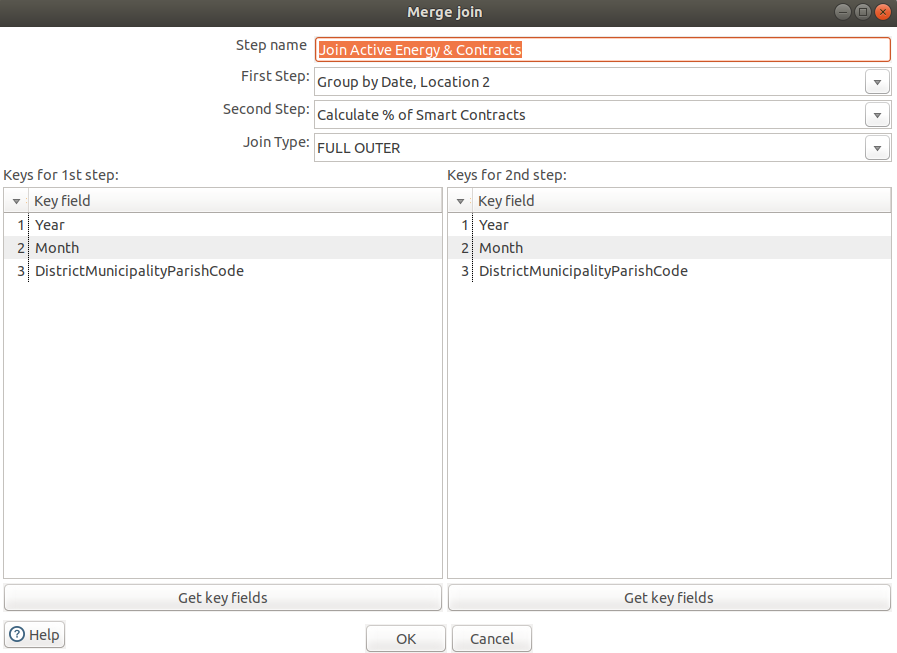 Merge join
Step name Join Active Energy & Contracts
First Step: Group by Date, Location 2
Second Step: Calculate % of Smart Contracts
Join Type: FULL OUTER
Keys for 1st step:
Key field
1 Year
2 Month
3 DistrictMunicipalityParishCode
Get key fields
Keys for 2nd step:
Key field
1 Year
2 Month
3 DistrictMunicipalityParishCode
Get key fields
? Help
OK
Cancel